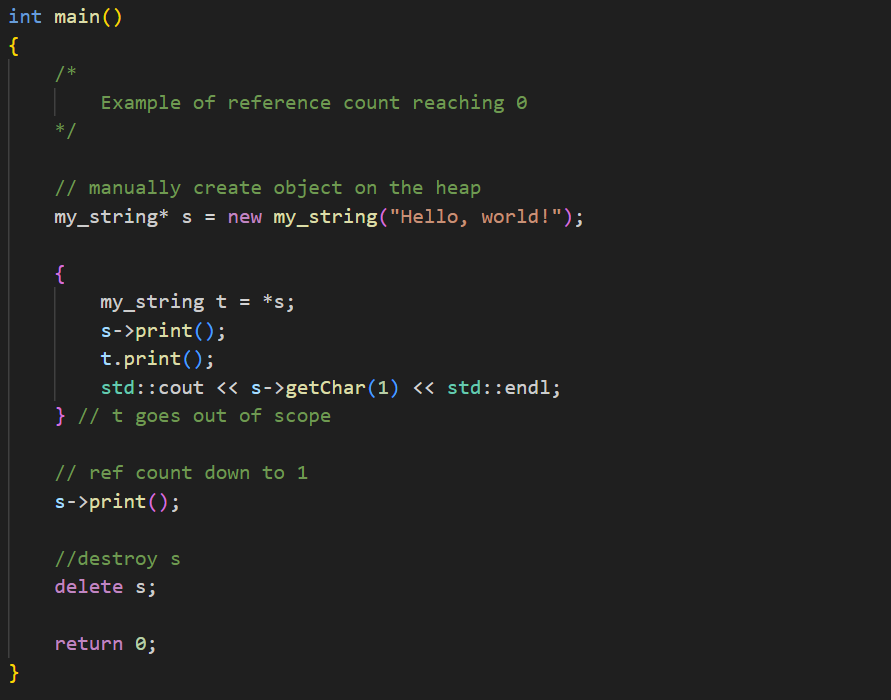 int main()
{
    /*
        Example of reference count reaching 0
    */

    // manually create object on the heap
    my_string* s = new my_string("Hello, world!");

    {
        my_string t = *s;
        s->print();
        t.print();
        std::cout << s->getChar(1) << std::endl;
    } // t goes out of scope

    // ref count down to 1
    s->print();

    //destroy s
    delete s;

    return 0;
}